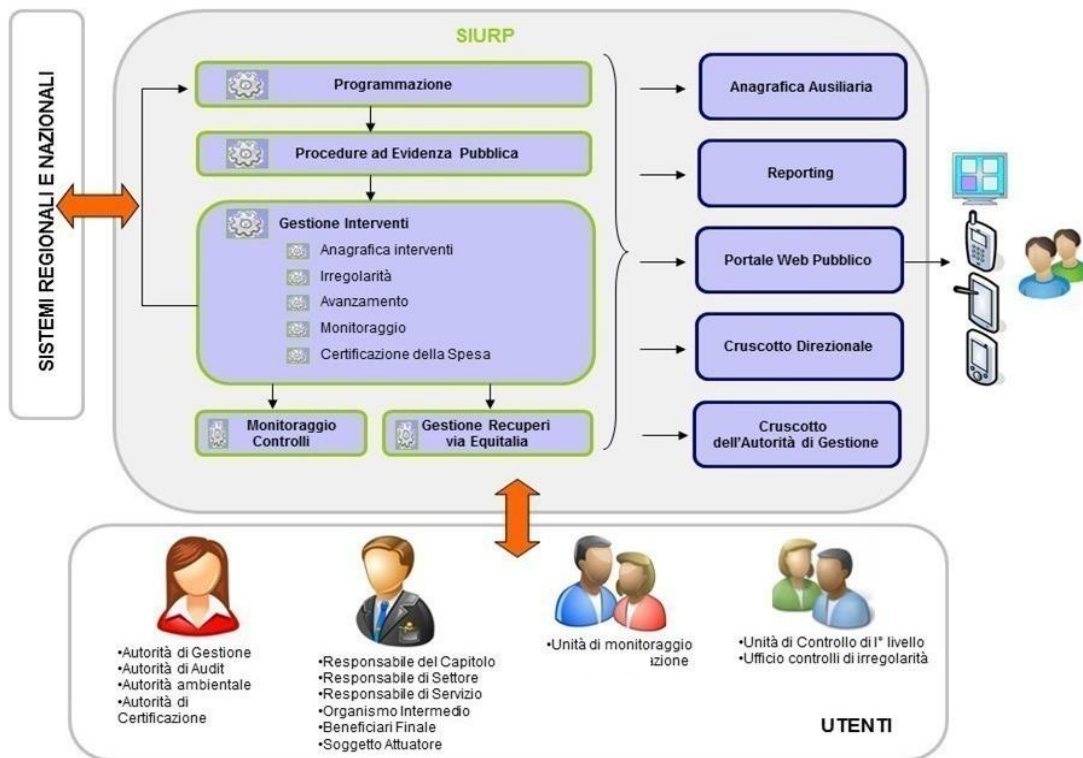 SISTEMI REGIONALI E NAZIONALI
SIURP
Programmazione
Procedure ad Evidenza Pubblica
Gestione Interventi
Anagrafica interventi
Irregolarità
Avanzamento
Monitoraggio
Certificazione della Spesa
Monitoraggio
Controlli
Gestione Recuperi
via Equitalia
Anagrafica Ausiliaria
Reporting
Portale Web Pubblico
Cruscotto Direzionale
Cruscotto
dell'Autorità di Gestione
•Autorità di Gestione
•Autorità di Audit
•Autorità ambientale
•Autorità di
Certificazione
•Responsabile del Capitolo
•Responsabile di Settore
•Responsabile di Servizio
•Organismo Intermedio
•Beneficiari Finale
•Soggetto Attuatore
•Unità di monitoraggio
•Unità di Controllo di I° livello
•Ufficio controlli di irregolarità
UTENTI